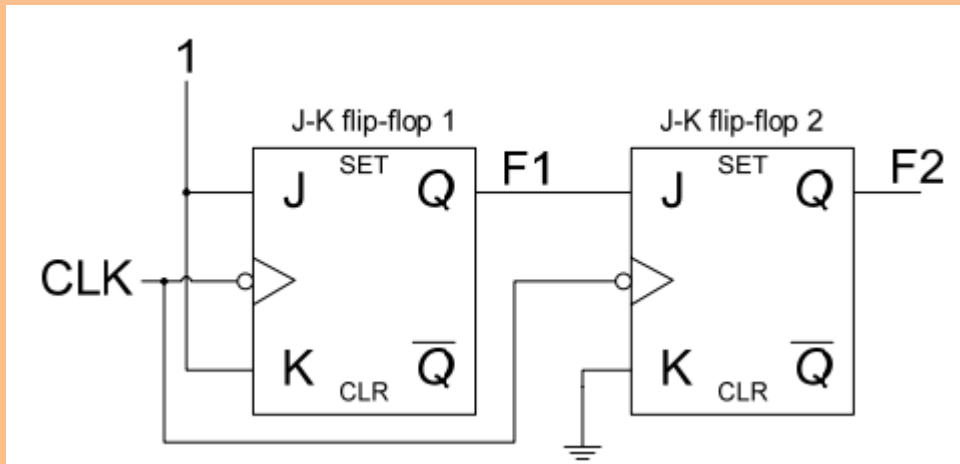 1
J-K flip-flop 1
J-K flip-flop 2
SET
SET
J
Q
F1
J
Q
F2
CLK
K
Q̅
K
Q̅
CLR
CLR